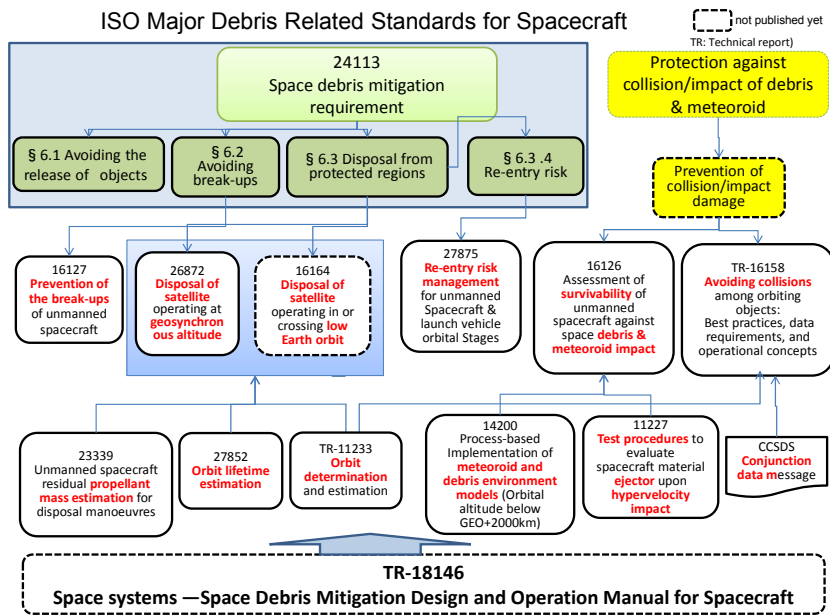 ISO Major Debris Related Standards for Spacecraft
not published yet
TR: Technical report)
24113
Space debris mitigation
requirement
Protection against
collision/impact of debris
& meteoroid
§ 6.1 Avoiding the
release of objects
§ 6.2
Avoiding
break-ups
§ 6.3 Disposal from
protected regions
§ 6.3 .4
Re-entry risk
Prevention of
collision/impact
damage
16127
Prevention of
the break-ups
of unmanned
spacecraft
26872
Disposal of
satellite
operating at
geosynchron
ous altitude
16164
Disposal of
satellite
operating in or
crossing low
Earth orbit
27875
Re-entry risk
management
for unmanned
Spacecraft &
launch vehicle
orbital Stages
16126
Assessment of
survivability of
unmanned
spacecraft against
space debris &
meteoroid impact
TR-16158
Avoiding collisions
among orbiting
objects:
Best practices, data
requirements, and
operational concepts
23339
Unmanned spacecraft
residual propellant
mass estimation for
disposal manoeuvres
27852
Orbit lifetime
estimation
TR-11233
Orbit
determination
and estimation
14200
Process-based
Implementation of
meteoroid and
debris environment
models (Orbital
altitude below
GEO+2000km)
11227
Test procedures to
evaluate
spacecraft material
ejector upon
hypervelocity
impact
CCSDS
Conjunction
data message
TR-18146
Space systems —Space Debris Mitigation Design and Operation Manual for Spacecraft